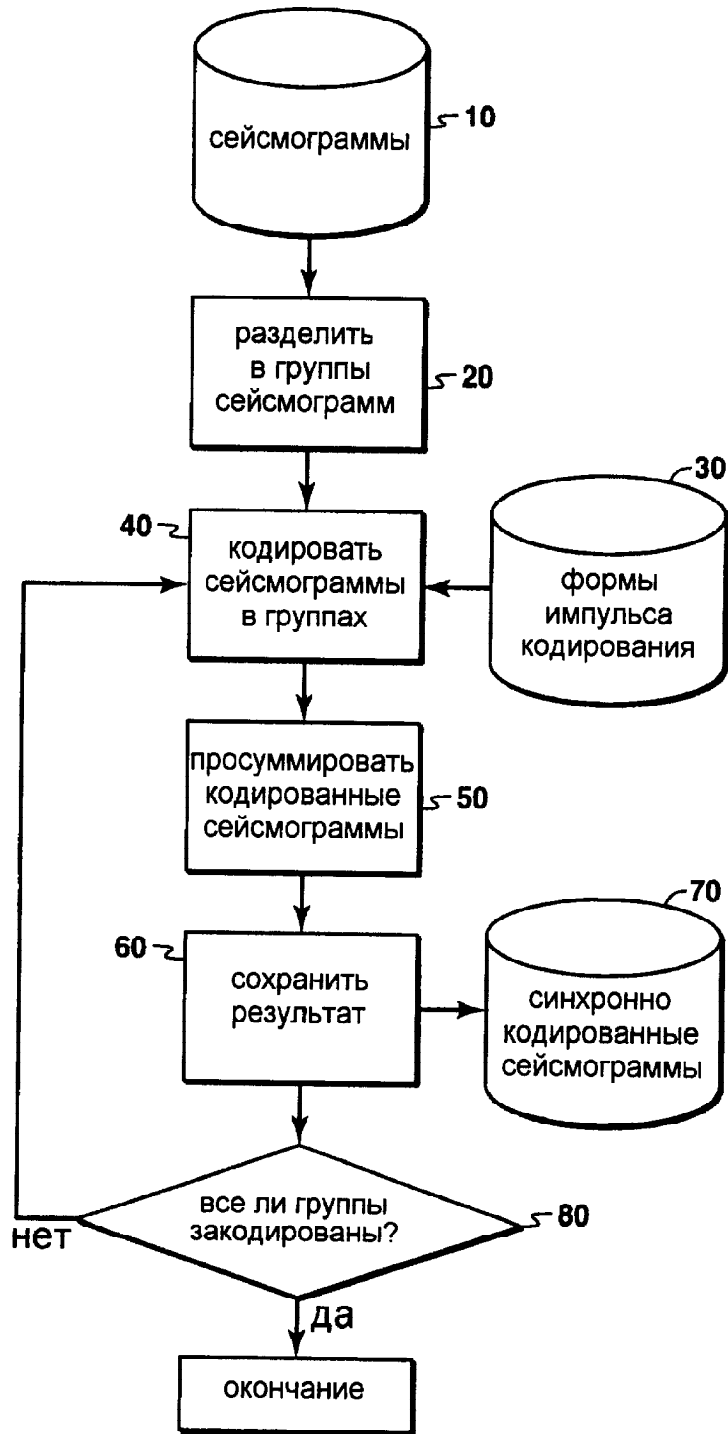 сейсмограммы
10
разделить
в группы
сейсмограмм
20
30
40
кодировать
сейсмограммы
в группах
формы
импульса
кодирования
просуммировать
кодированные
сейсмограммы
50
70
60
сохранить
результат
синхронно
кодированные
сейсмограммы
все ли группы
закодированы?
80
нет
да
окончание